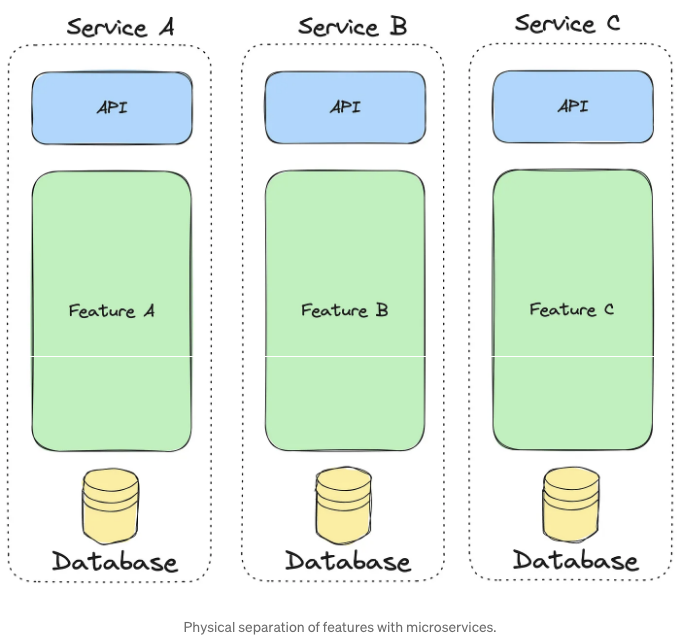 Service A
Service B
Service C
API
API
API
Feature A
Feature B
Feature C
Database
Database
Database
Physical separation of features with microservices.